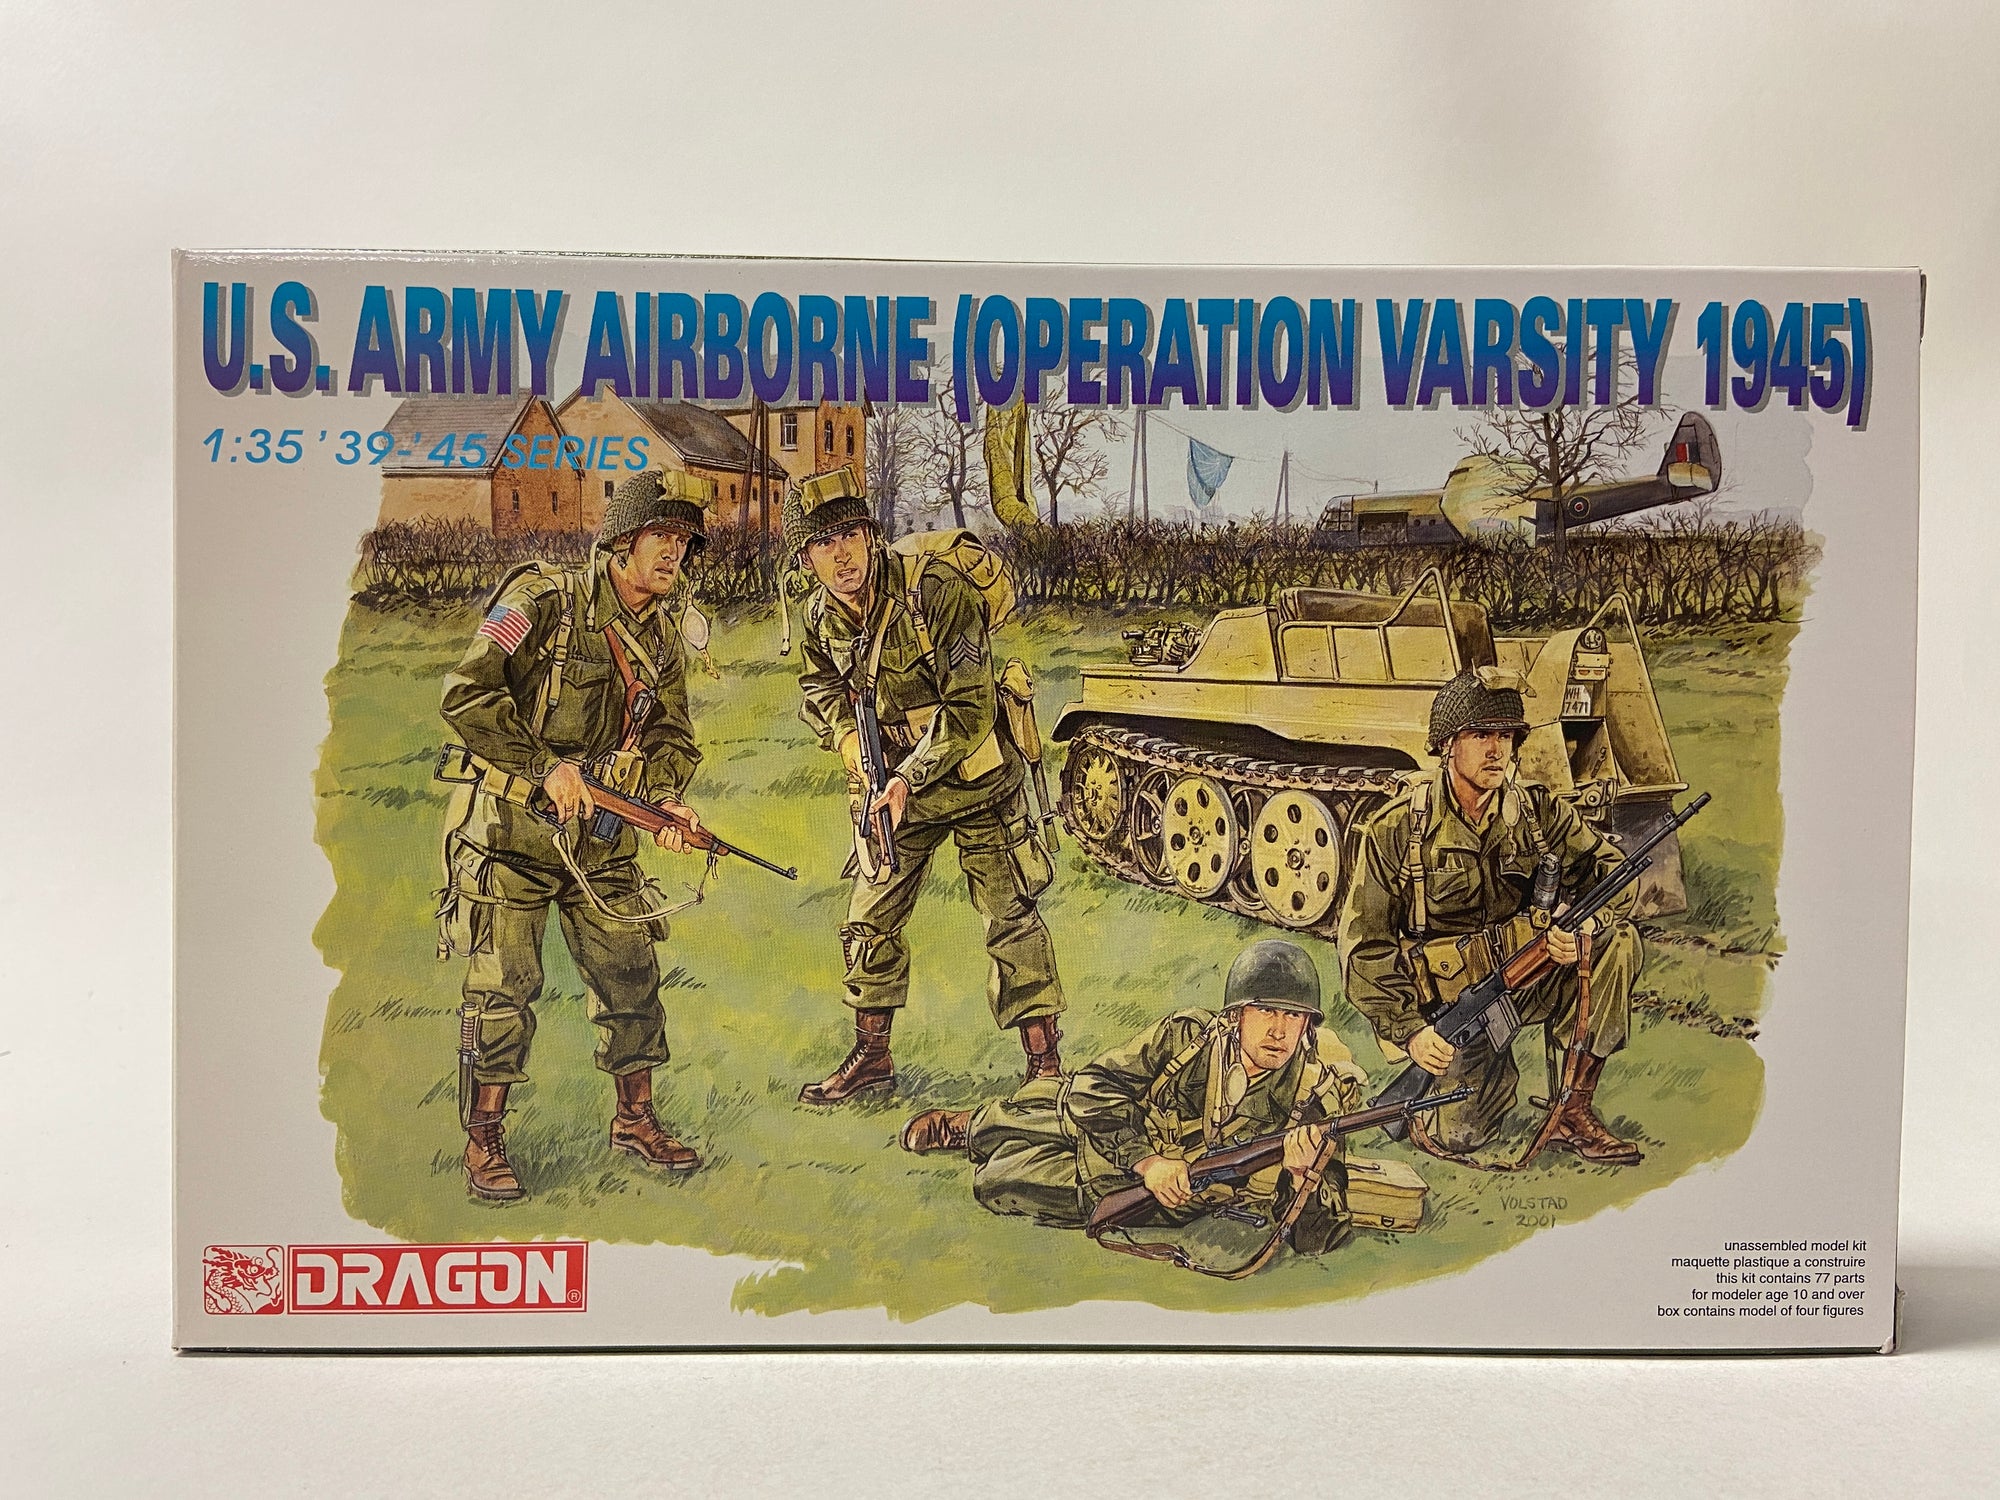 U.S. ARMY AIRBORNE (OPERATION VARSITY 1945)
1:35 '39-'45 SERIES
WH
7471
VOLSTAD
2001
DRAGON®
unassembled model kit
maquette plastique a construire
this kit contains 77 parts
for modeler age 10 and over
box contains model of four figures